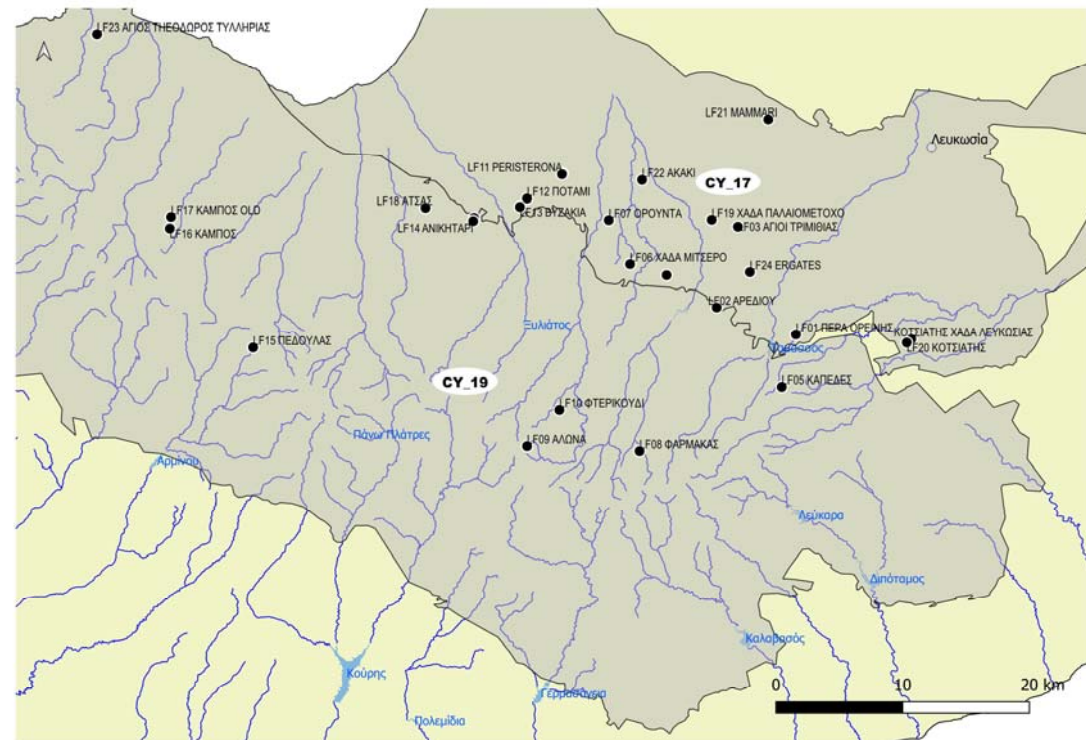 LF23 ΑΓΙΟΣ ΘΕΟΔΩΡΟΣ ΤΥΛΛΗΡΙΑΣ
LF21 MAMMARI
Λευκωσία
LF11 PERISTERONA
LF22 ΑΚΑΚΙ
CY_17
LF12 ΠΟΤΑΜΙ
LF18 ΑΤΣΑΣ
LF13 ΒΥΖΑΚΙΑ
LF17 ΚΑΜΠΟΣ OLD
LF16 ΚΑΜΠΟΣ
LF14 ΑΝΙΚΗΤΑΡΙ
LF07 ΟΡΟΥΝΤΑ
LF19 ΧΑΔΑ ΠΑΛΑΙΟΜΕΤΟΧΟ
LF03 ΑΓΙΟΙ ΤΡΙΜΙΘΙΑΣ
LF06 ΧΑΔΑ ΜΙΤΣΕΡΟ
LF24 ERGATES
LF02 ΑΡΕΔΙΟΥ
Ξυλιάτος
LF01 ΠΕΡΑ ΟΡΕΙΝΗΣ
ΚΟΤΣΙΑΤΗΣ ΧΑΔΑ ΛΕΥΚΩΣΙΑΣ
LF20 ΚΟΤΣΙΑΤΗΣ
LF15 ΠΕΔΟΥΛΑΣ
CY_19
LF05 ΚΑΠΕΔΕΣ
LF10 ΦΤΕΡΙΚΟΥΔΙ
Πάνω Πλάτρες
LF09 ΑΛΩΝΑ
LF08 ΦΑΡΜΑΚΑΣ
Αρμίνου
Λεύκαρα
Διπόταμος
Καλαβασός
Κούρης
Γερμασόγεια
Πολεμίδια
0 10 20 km